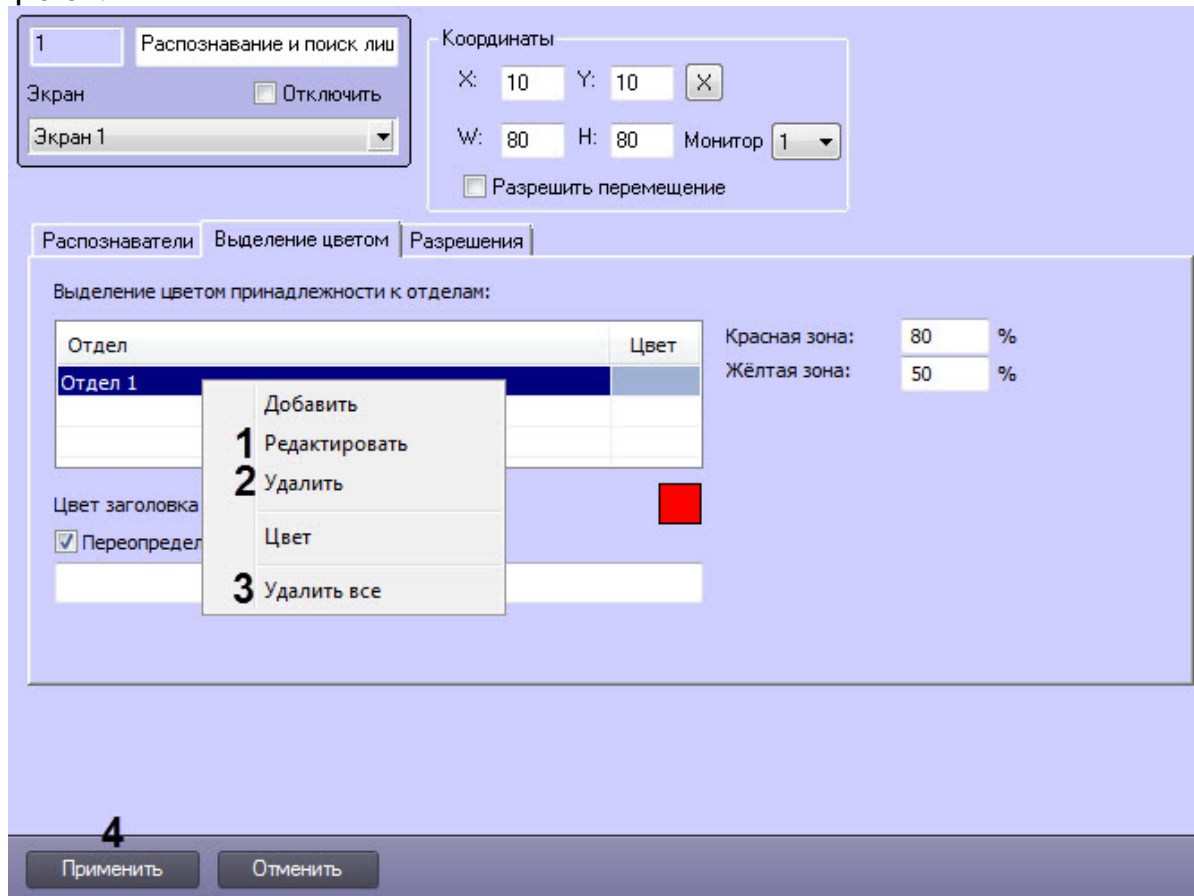 1 Распознавание и поиск лиц
Экран Отключить
Экран 1
Координаты
X: 10 Y: 10 X
W: 80 H: 80 Монитор 1
Разрешить перемещение
Распознаватели Выделение цветом Разрешения
Выделение цветом принадлежности к отделам:
Отдел Цвет
Отдел 1
Красная зона: 80 %
Жёлтая зона: 50 %
Добавить
1 Редактировать
2 Удалить
Цвет
3 Удалить все
Цвет заголовка
Переопредел
4
Применить Отменить